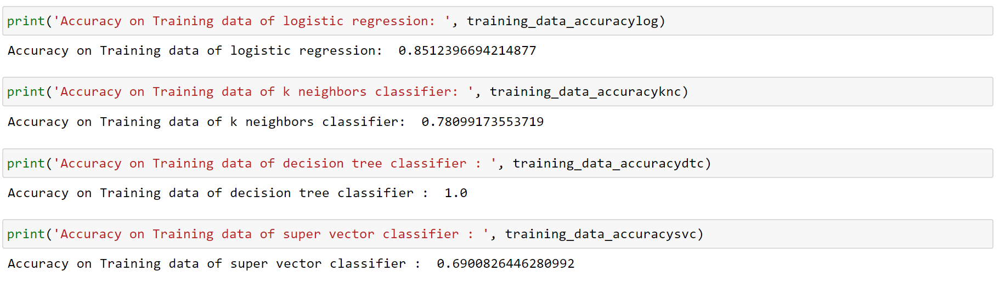 print('Accuracy on Training data of logistic regression: ', training_data_accuracylog)
Accuracy on Training data of logistic regression:  0.8512396694214877
print('Accuracy on Training data of k neighbors classifier: ', training_data_accuracyknc)
Accuracy on Training data of k neighbors classifier:  0.78099173553719
print('Accuracy on Training data of decision tree classifier : ', training_data_accuracydtc)
Accuracy on Training data of decision tree classifier :  1.0
print('Accuracy on Training data of super vector classifier : ', training_data_accuracysvc)
Accuracy on Training data of super vector classifier :  0.6900826446280992